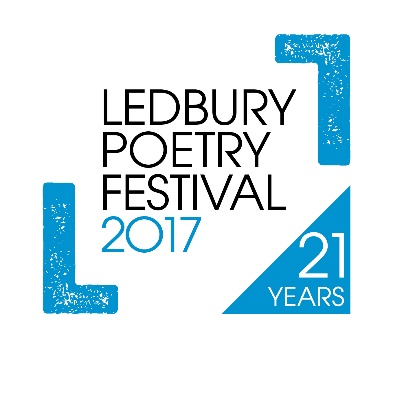 LEDBURY
POETRY
FESTIVAL
2017
21
YEARS